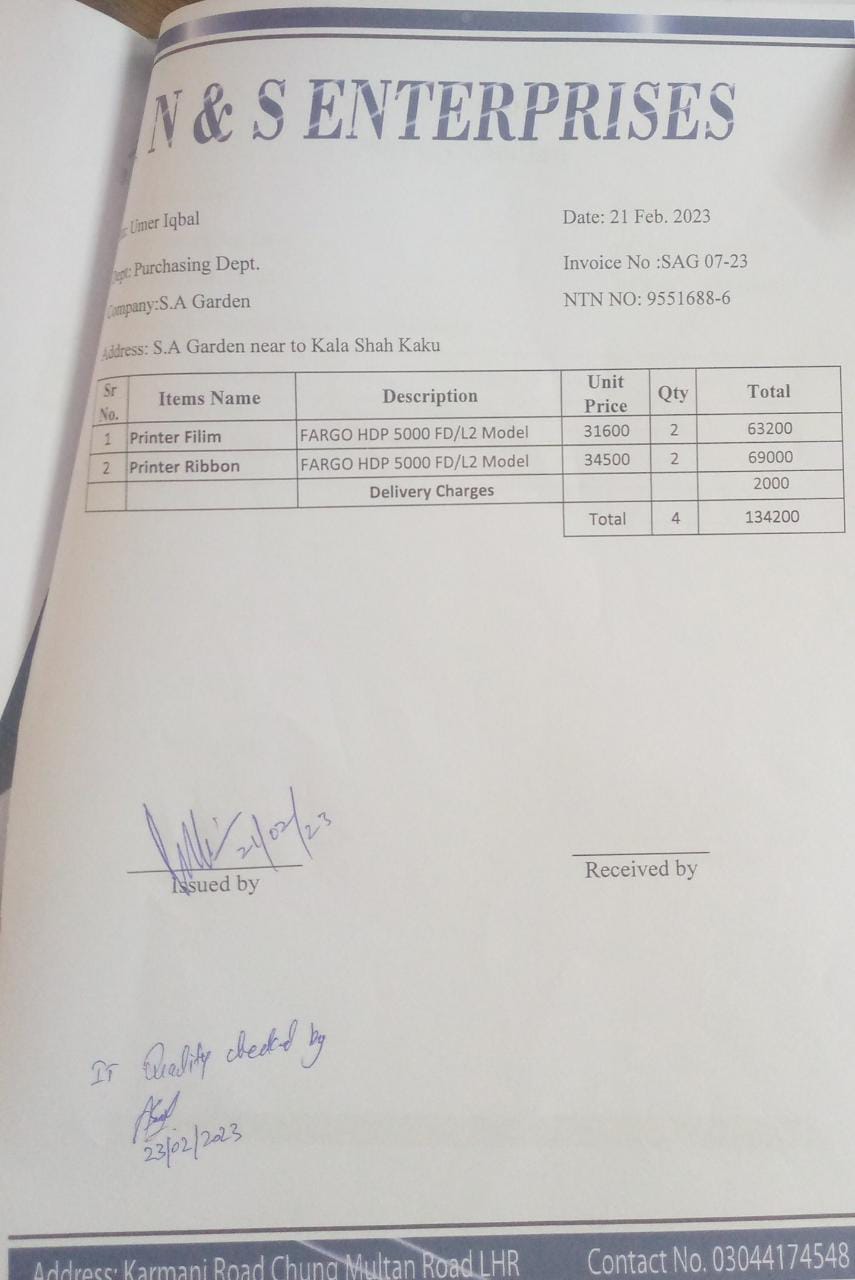 N & S ENTERPRISES
: Umer Iqbal
Date: 21 Feb. 2023
Dept: Purchasing Dept.
Invoice No :SAG 07-23
Company:S.A Garden
NTN NO: 9551688-6
Address: S.A Garden near to Kala Shah Kaku
Sr No. Items Name Description Unit Price Qty Total
1 Printer Filim FARGO HDP 5000 FD/L2 Model 31600 2 63200
2 Printer Ribbon FARGO HDP 5000 FD/L2 Model 34500 2 69000
Delivery Charges 2000
Total 4 134200
21/02/23
Issued by
Received by
IT Quality checked by
23/02/2023
Address: Karmani Road Chung Multan Road LHR Contact No. 03044174548